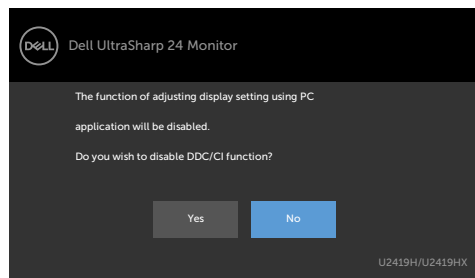 DELL
Dell UltraSharp 24 Monitor
The function of adjusting display setting using PC
application will be disabled.
Do you wish to disable DDC/CI function?
Yes
No
U2419H/U2419HX